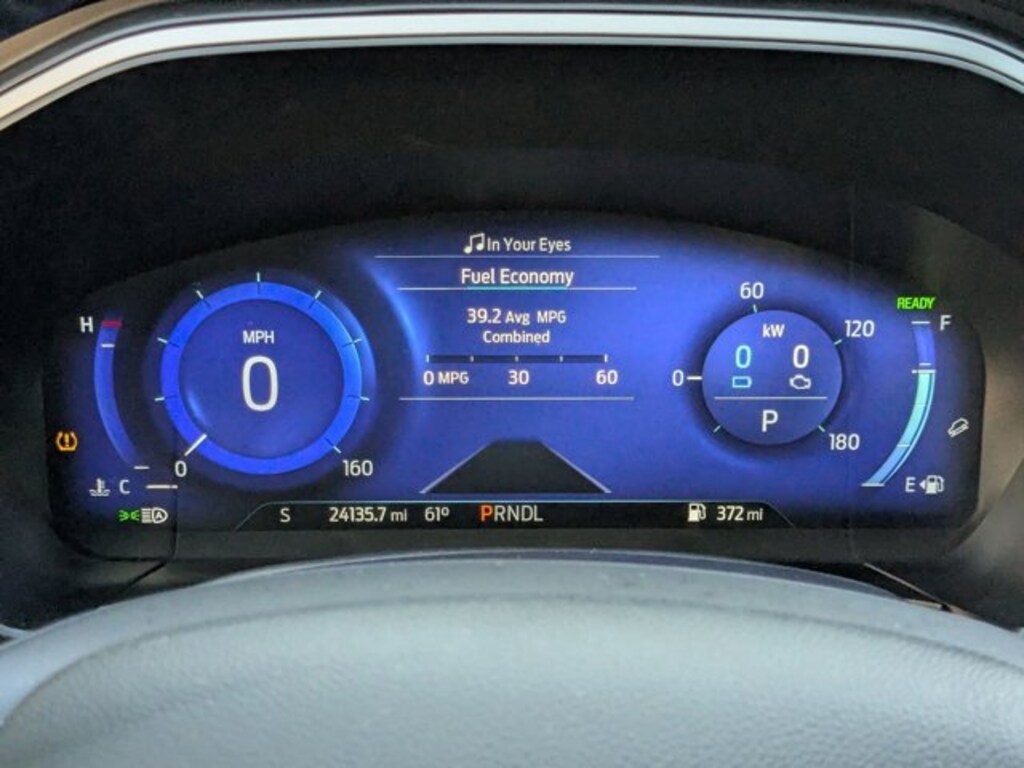 In Your Eyes
Fuel Economy
39.2 Avg MPG
Combined
0 MPG 30 60
H
C
MPH
0
0 160
60
120
180
0
kW
0 0
P
READY
F
E
A
S 24135.7 mi 61º PRNDL 372 mi